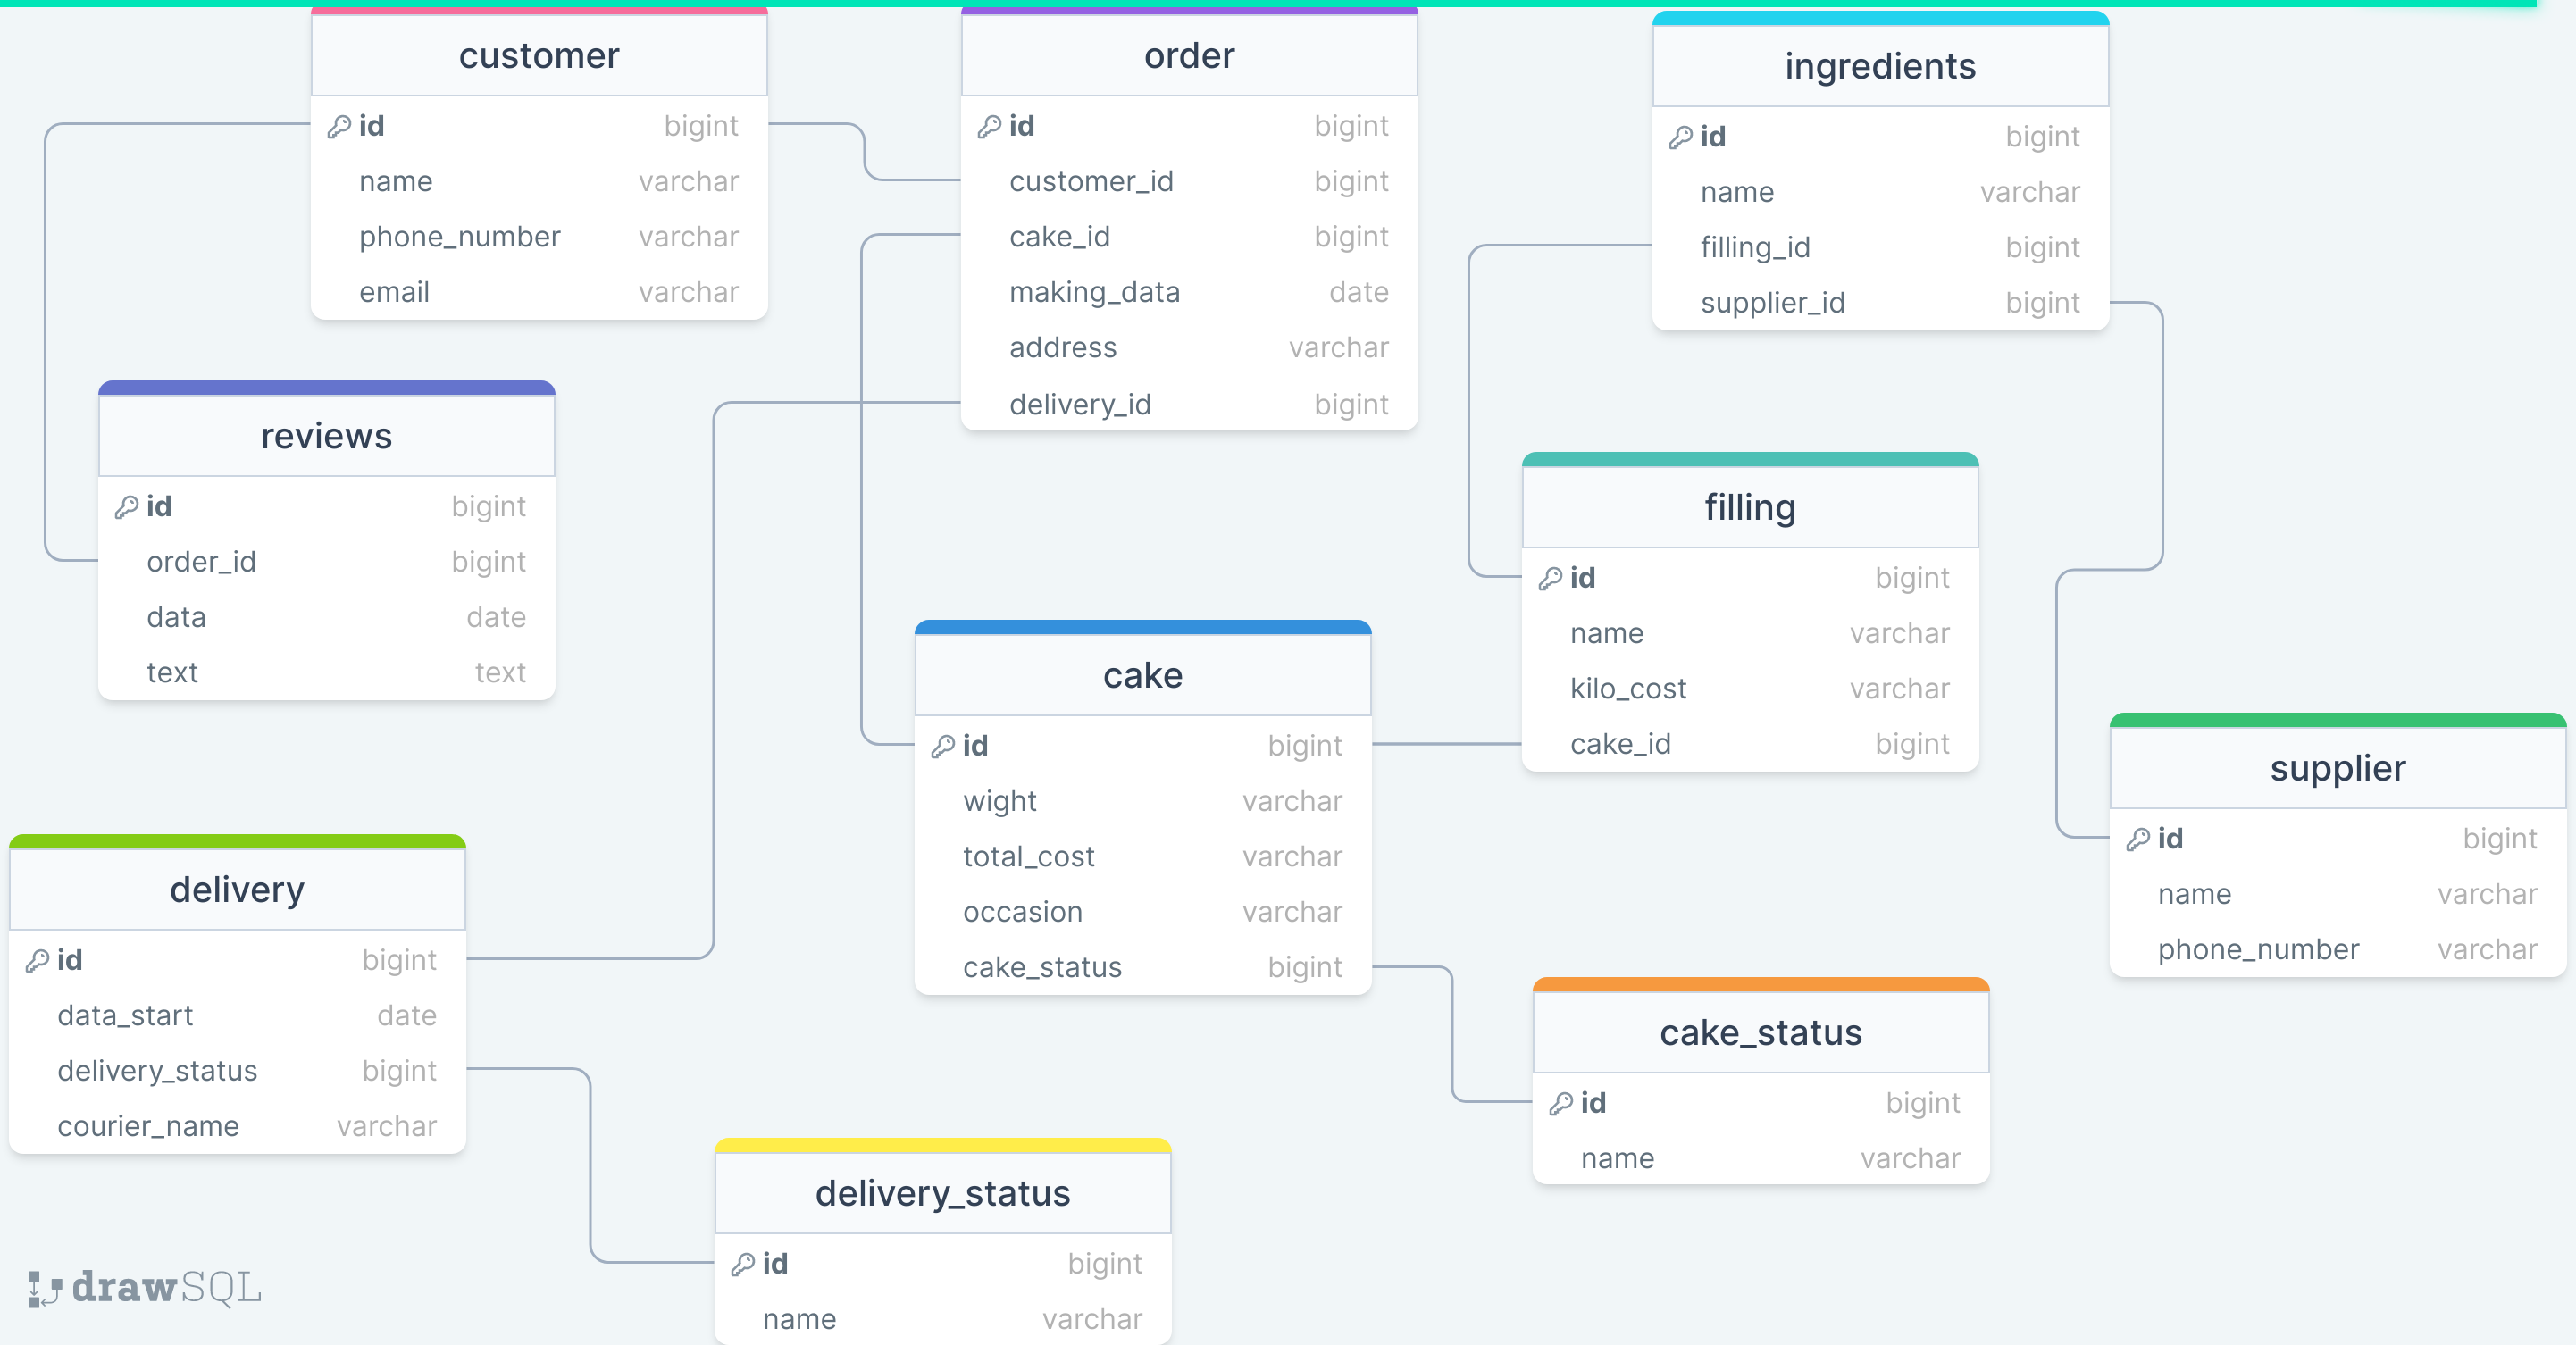 customer
id bigint
name varchar
phone_number varchar
email varchar
order
id bigint
customer_id bigint
cake_id bigint
making_data date
address varchar
delivery_id bigint
ingredients
id bigint
name varchar
filling_id bigint
supplier_id bigint
reviews
id bigint
order_id bigint
data date
text text
filling
id bigint
name varchar
kilo_cost varchar
cake_id bigint
cake
id bigint
wight varchar
total_cost varchar
occasion varchar
cake_status bigint
supplier
id bigint
name varchar
phone_number varchar
delivery
id bigint
data_start date
delivery_status bigint
courier_name varchar
cake_status
id bigint
name varchar
delivery_status
id bigint
name varchar
drawSQL